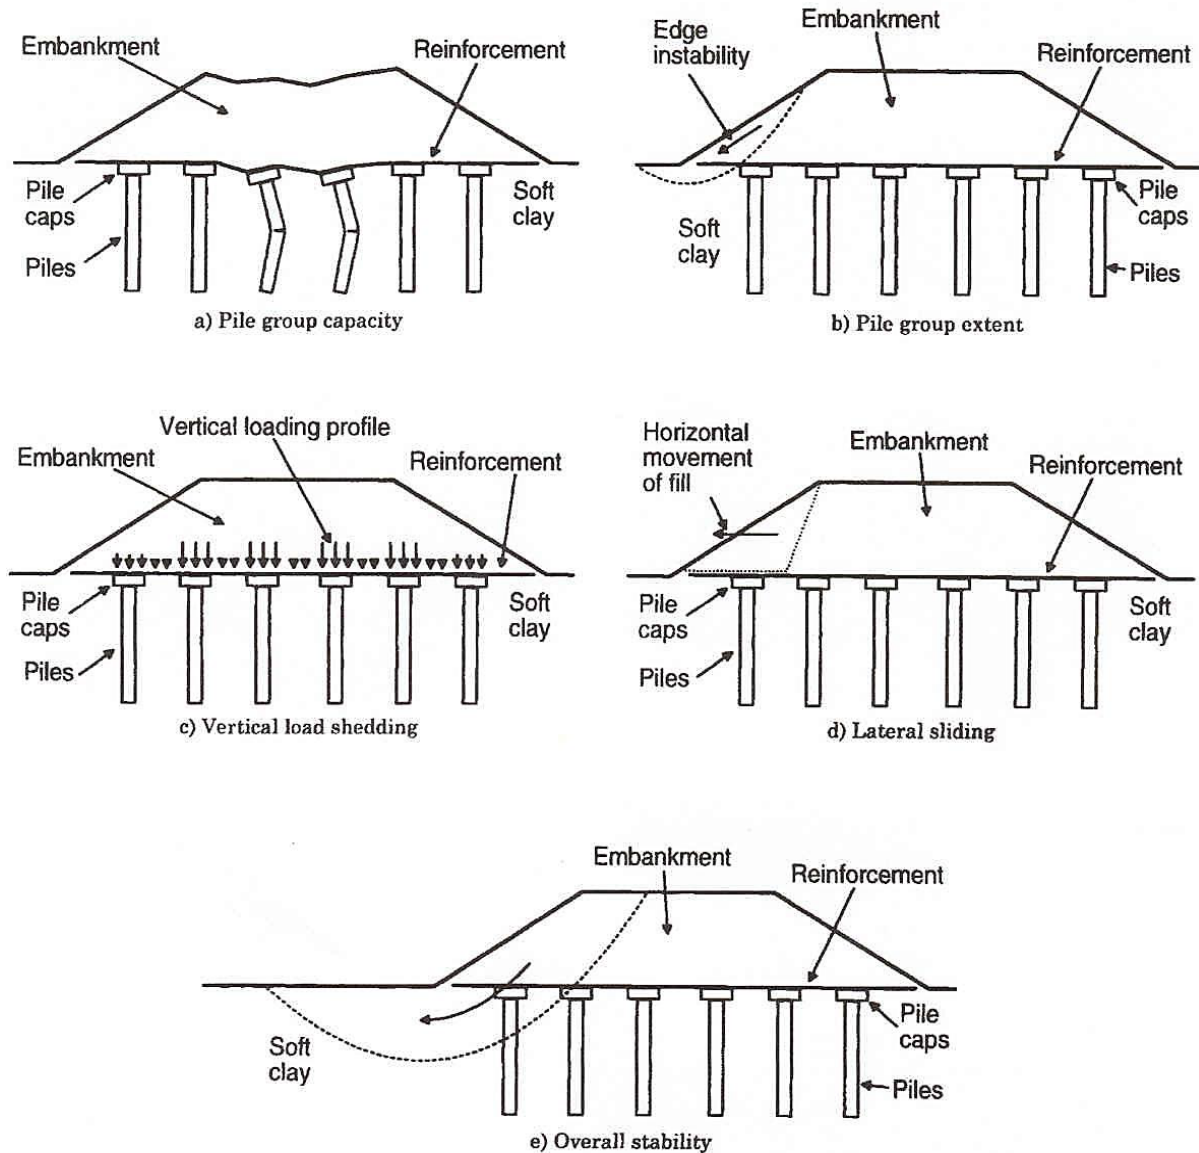 Embankment
Reinforcement
Pile
caps
Piles
Soft
clay
a) Pile group capacity
Edge
instability
Embankment
Reinforcement
Soft
clay
Pile
caps
Piles
b) Pile group extent
Vertical loading profile
Embankment
Reinforcement
Pile
caps
Piles
Soft
clay
c) Vertical load shedding
Horizontal
movement
of fill
Embankment
Reinforcement
Pile
caps
Piles
Soft
clay
d) Lateral sliding
Embankment
Reinforcement
Soft
clay
Pile
caps
Piles
e) Overall stability